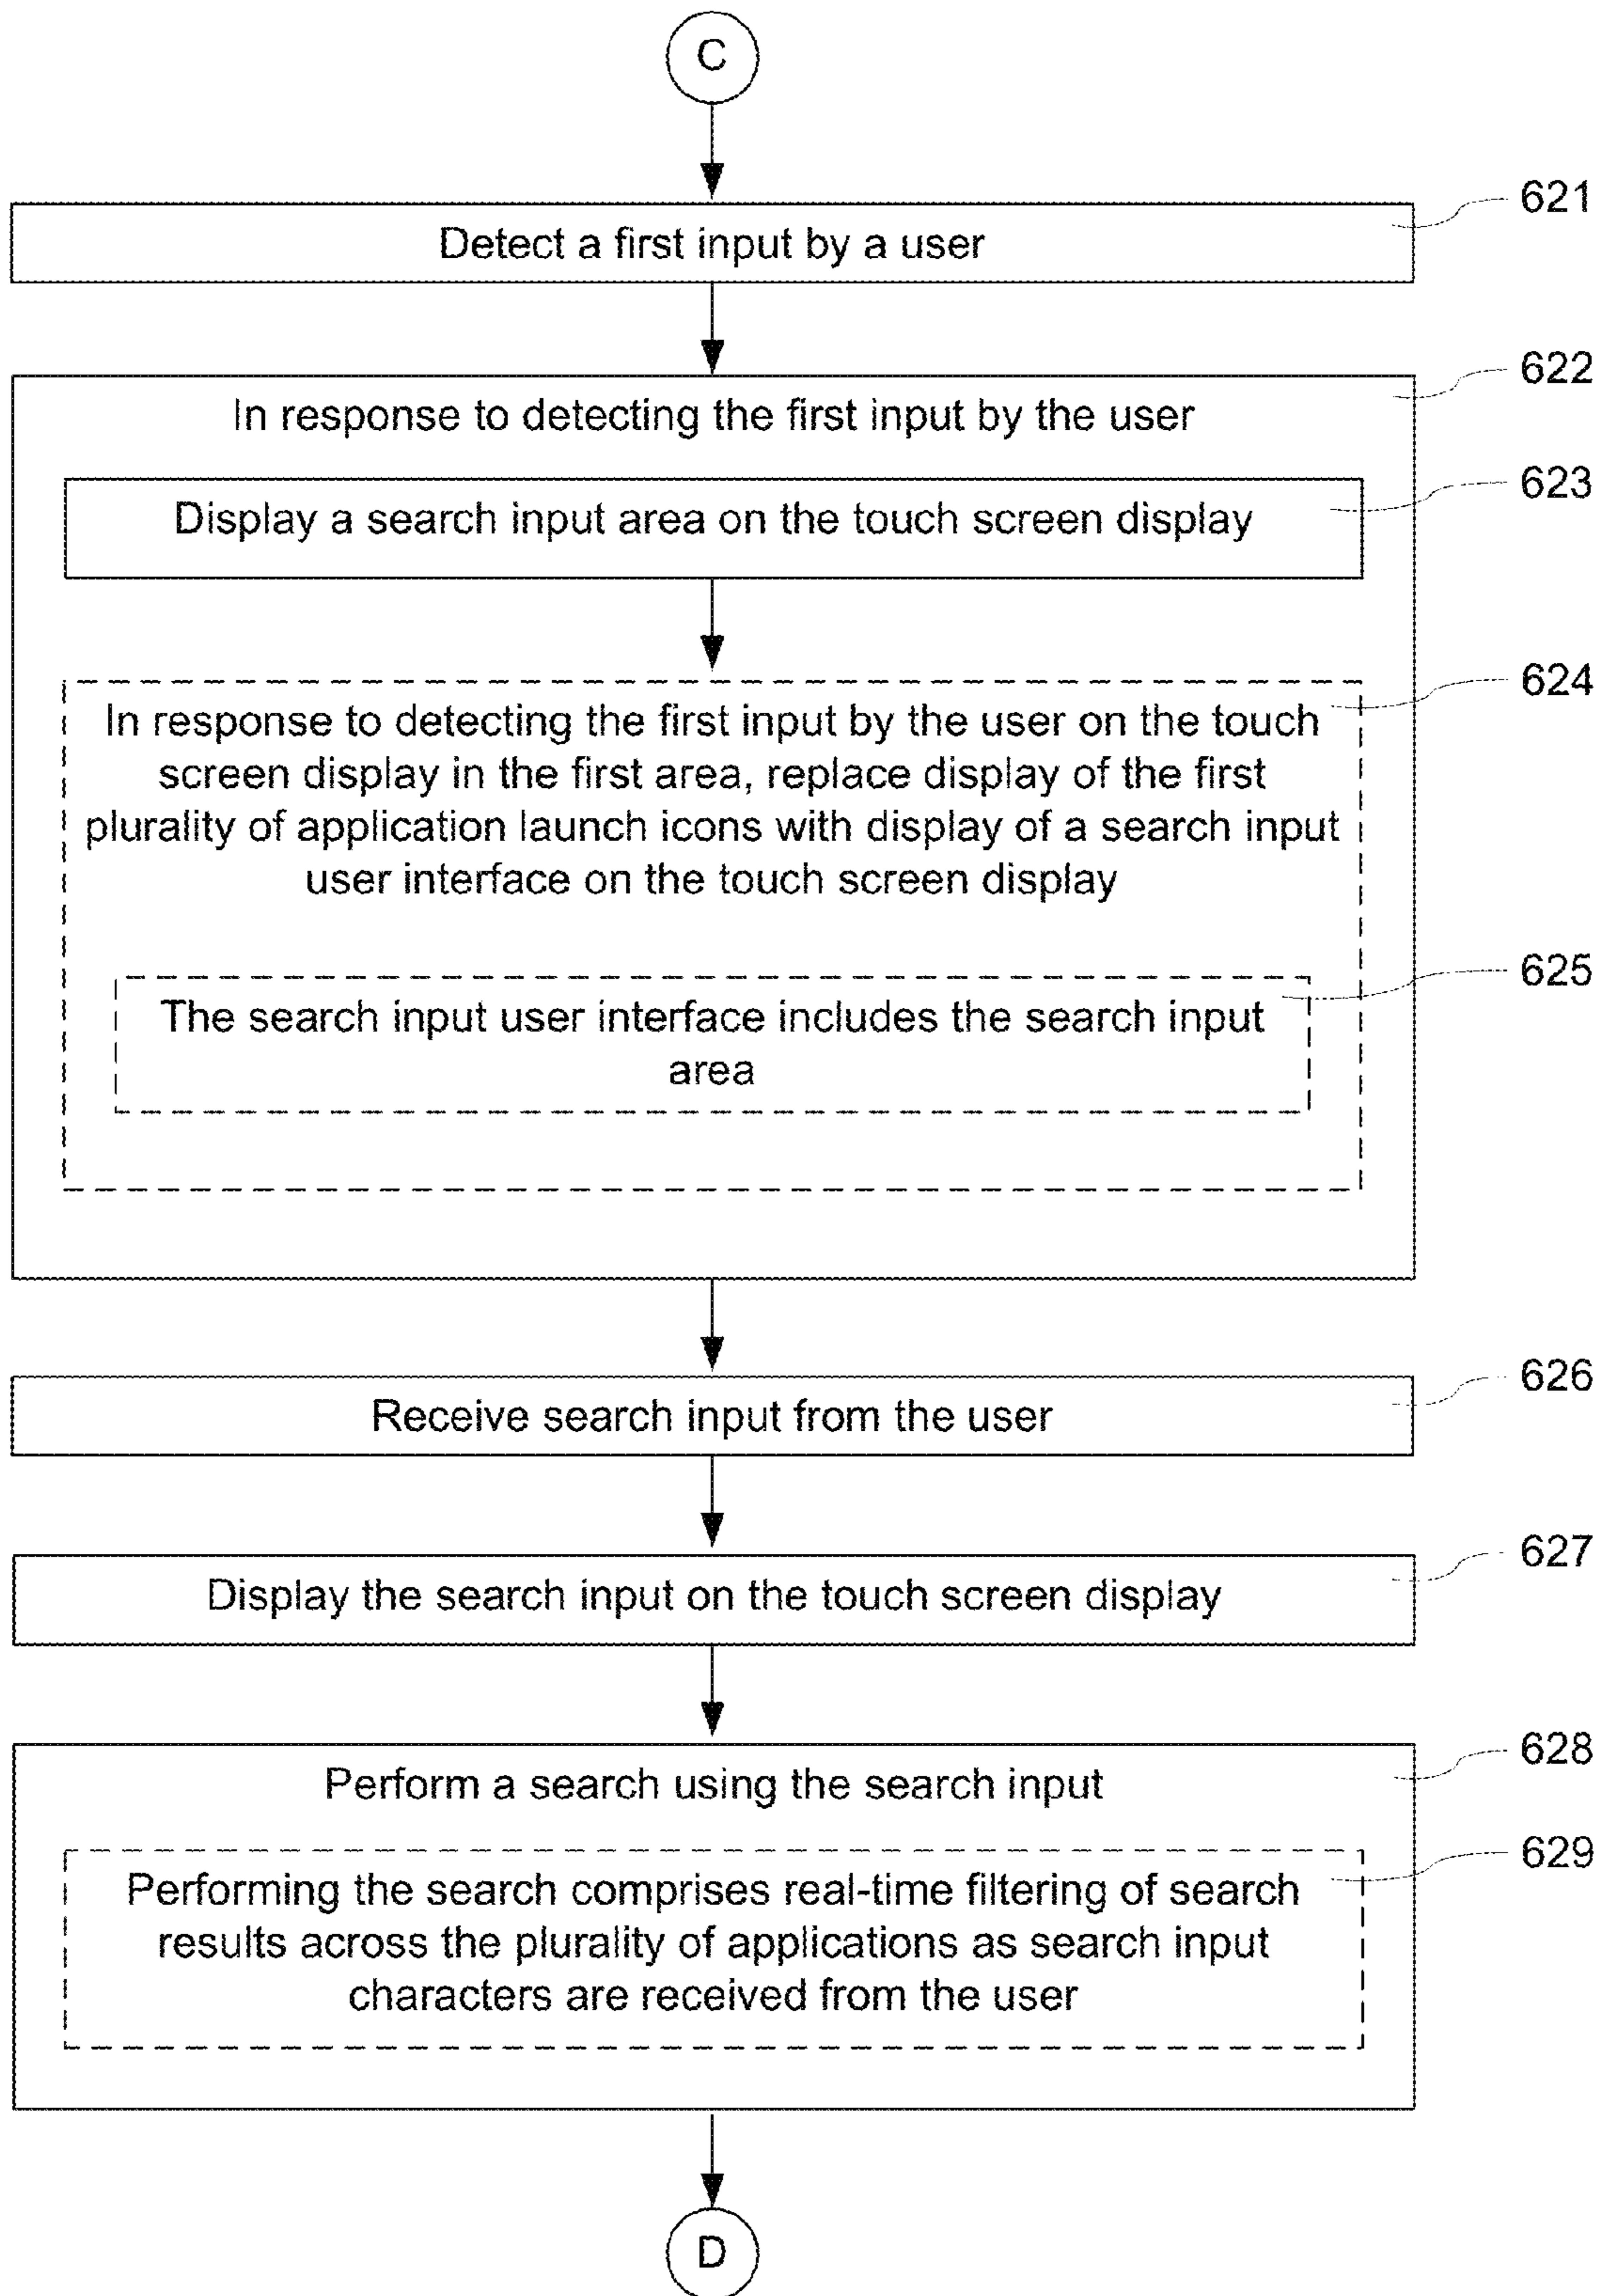 C
621
Detect a first input by a user
622
In response to detecting the first input by the user
623
Display a search input area on the touch screen display
624
In response to detecting the first input by the user on the touch
screen display in the first area, replace display of the first
plurality of application launch icons with display of a search input
user interface on the touch screen display
625
The search input user interface includes the search input
area
626
Receive search input from the user
627
Display the search input on the touch screen display
628
Perform a search using the search input
629
Performing the search comprises real-time filtering of search
results across the plurality of applications as search input
characters are received from the user
D